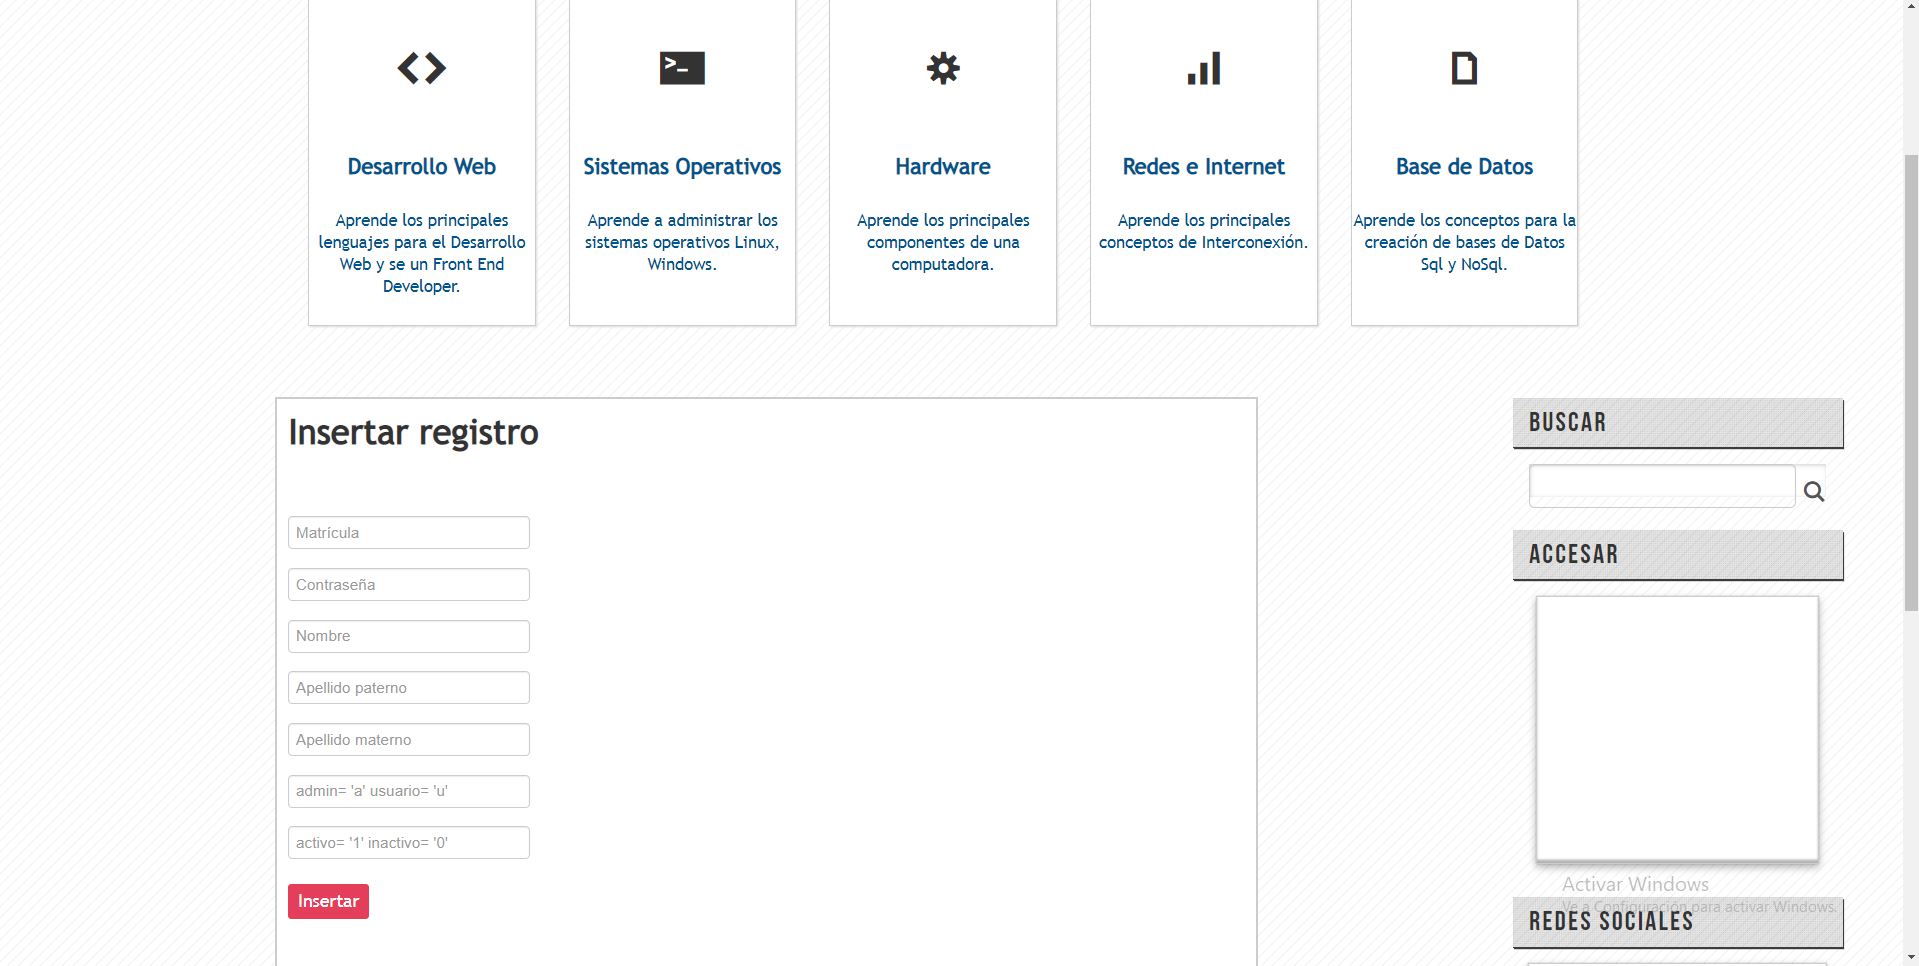 Desarrollo Web
Aprende los principales
lenguajes para el Desarrollo
Web y se un Front End
Developer.
Sistemas Operativos
Aprende a administrar los
sistemas operativos Linux,
Windows.
Hardware
Aprende los principales
componentes de una
computadora.
Redes e Internet
Aprende los principales
conceptos de Interconexión.
Base de Datos
Aprende los conceptos para la
creación de bases de Datos
Sql y NoSql.
Insertar registro
Matrícula
Contraseña
Nombre
Apellido paterno
Apellido materno
admin= 'a' usuario= 'u'
activo= '1' inactivo= '0'
Insertar
BUSCAR
ACCESAR
Activar Windows
Ve a Configuración para activar Windows.
REDES SOCIALES